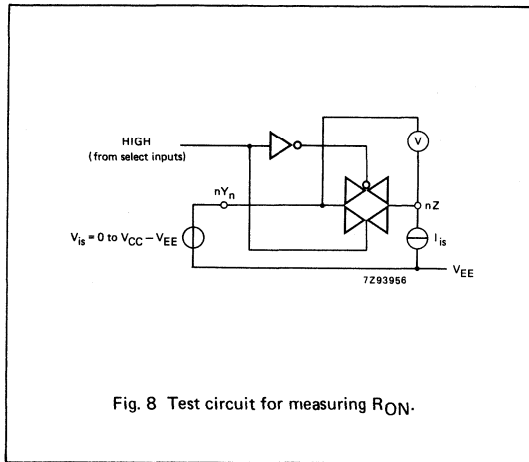 HIGH
(from select inputs)
V
nYn
nZ
Vis = 0 to VCC – VEE
Iis
7Z93956
VEE
Fig. 8 Test circuit for measuring RON.